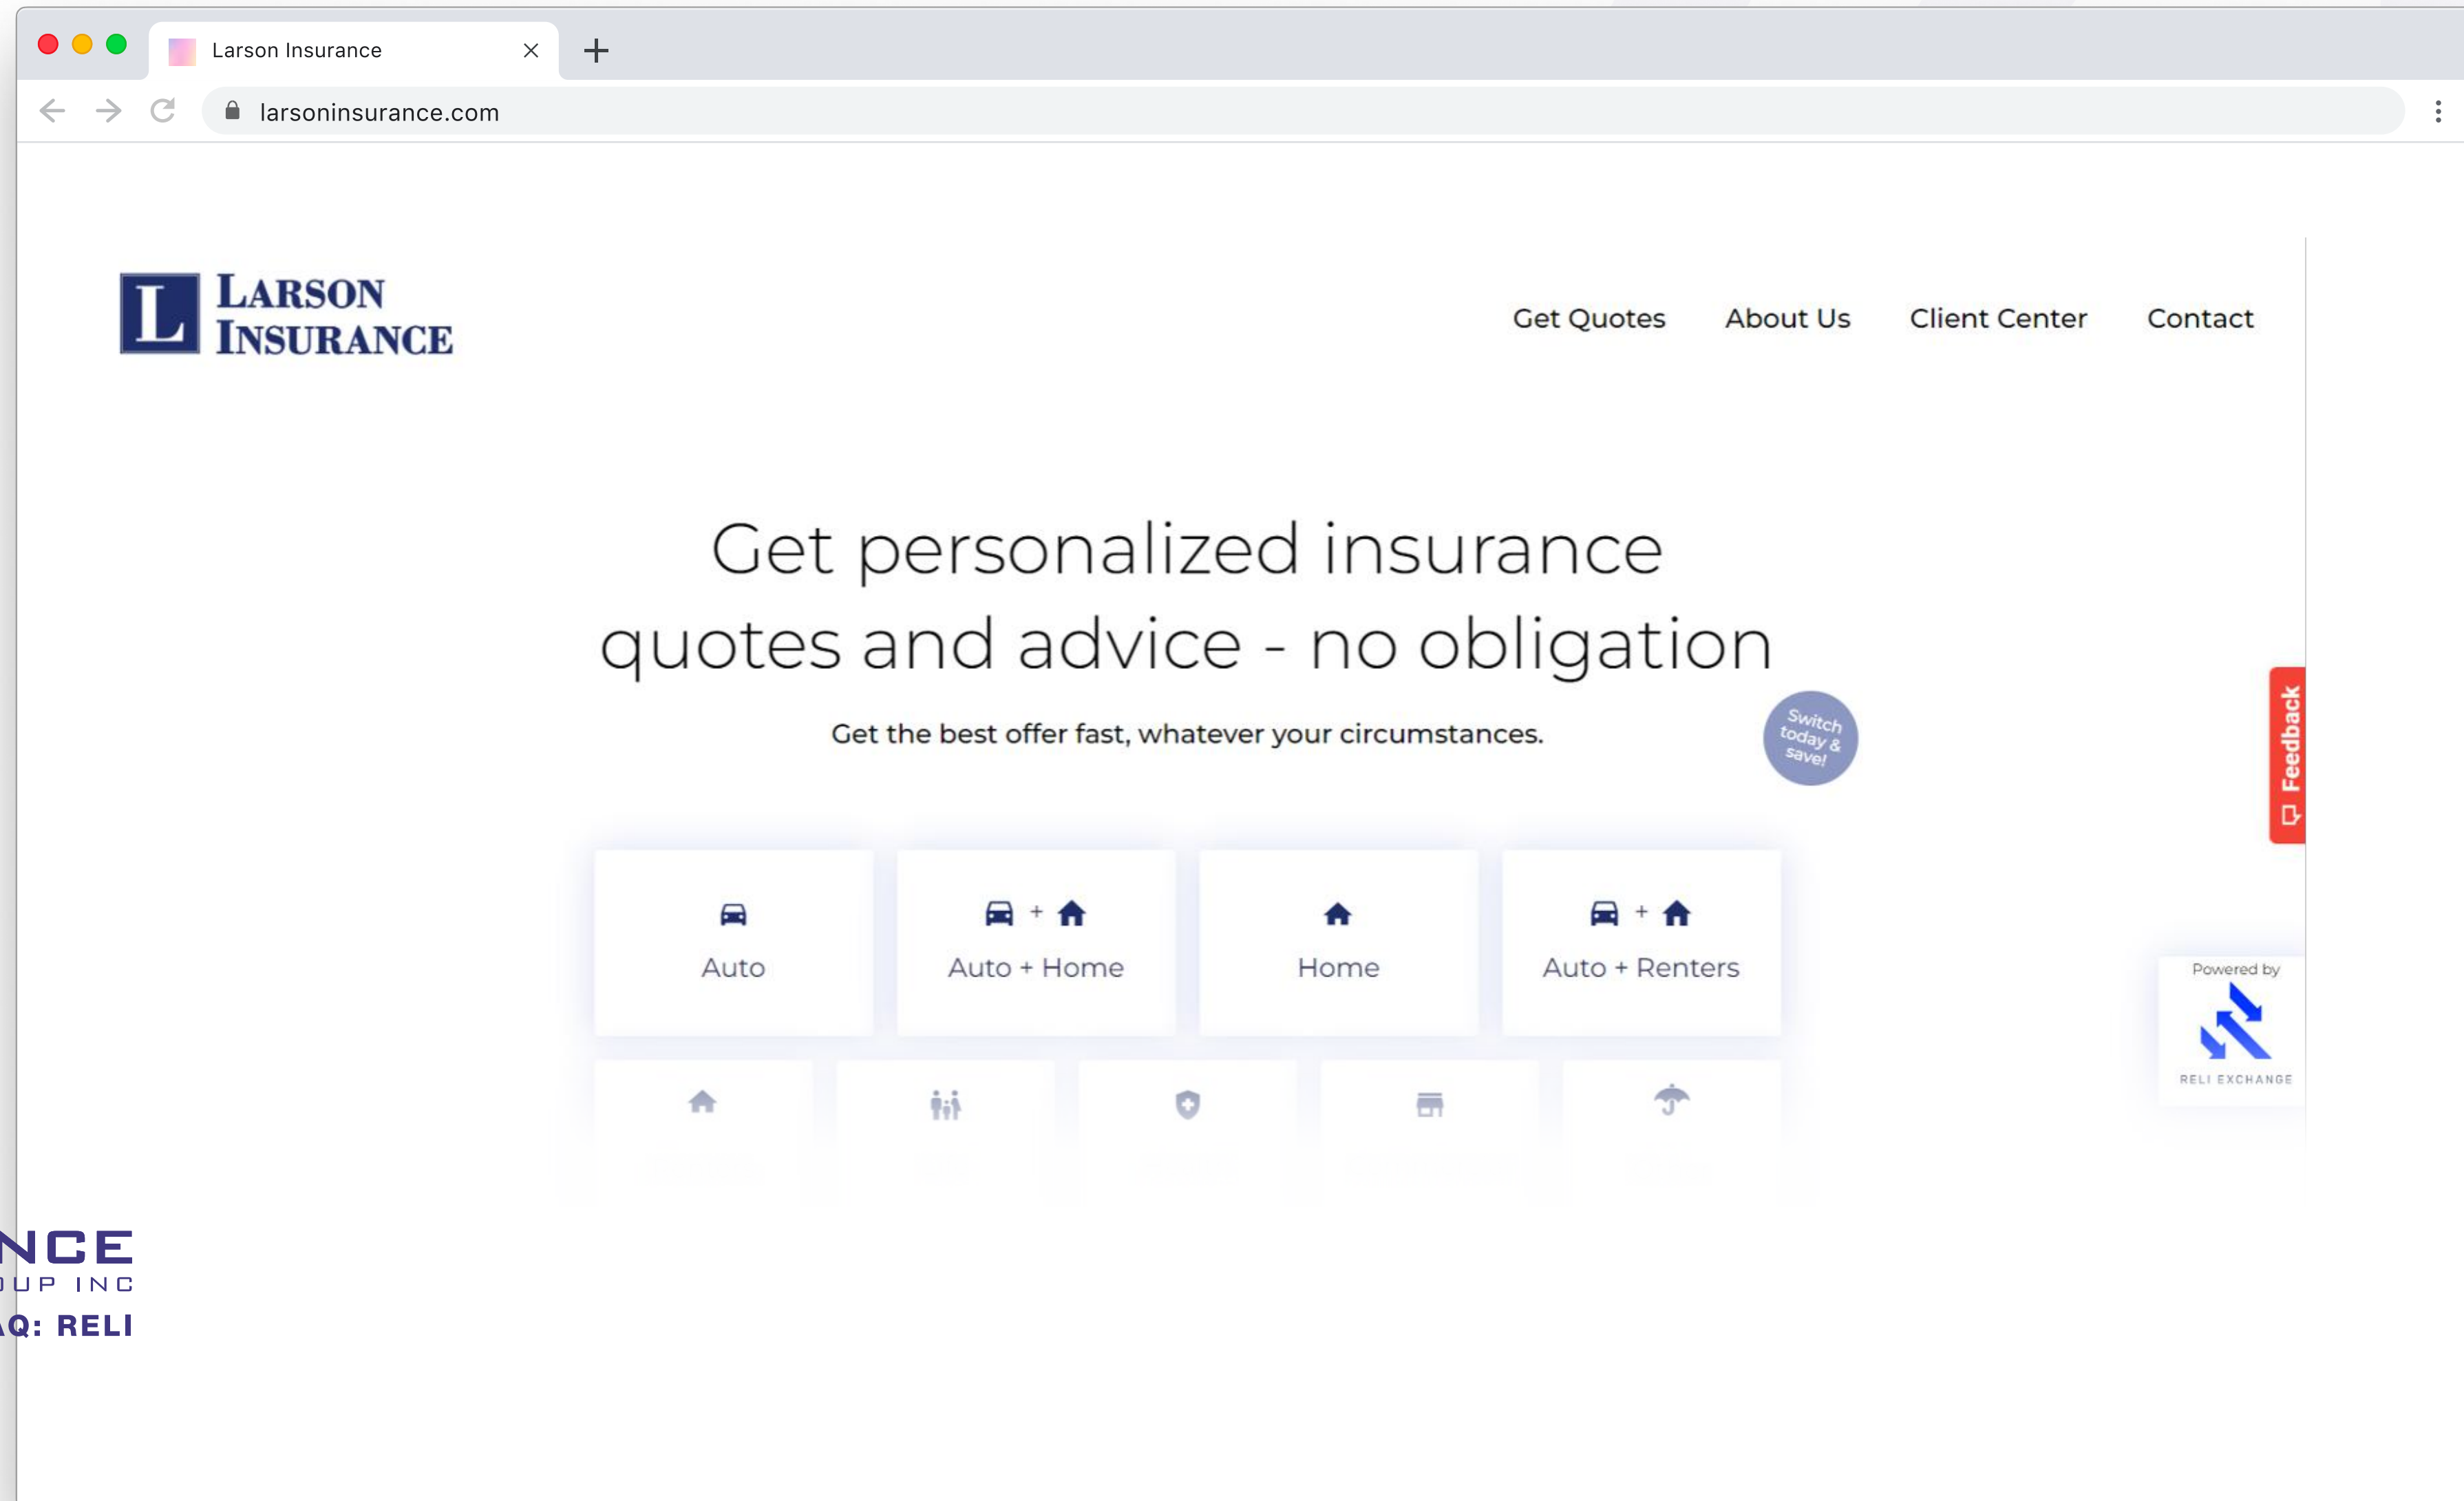 Larson Insurance
larsoninsurance.com
L
LARSON
INSURANCE
Get Quotes
About Us
Client Center
Contact
Get personalized insurance
quotes and advice - no obligation
Get the best offer fast, whatever your circumstances.
Switch
today &
save!
Feedback
Auto
Auto + Home
Home
Auto + Renters
Powered by
RELI EXCHANGE
NCE
OUP INC
AQ: RELI